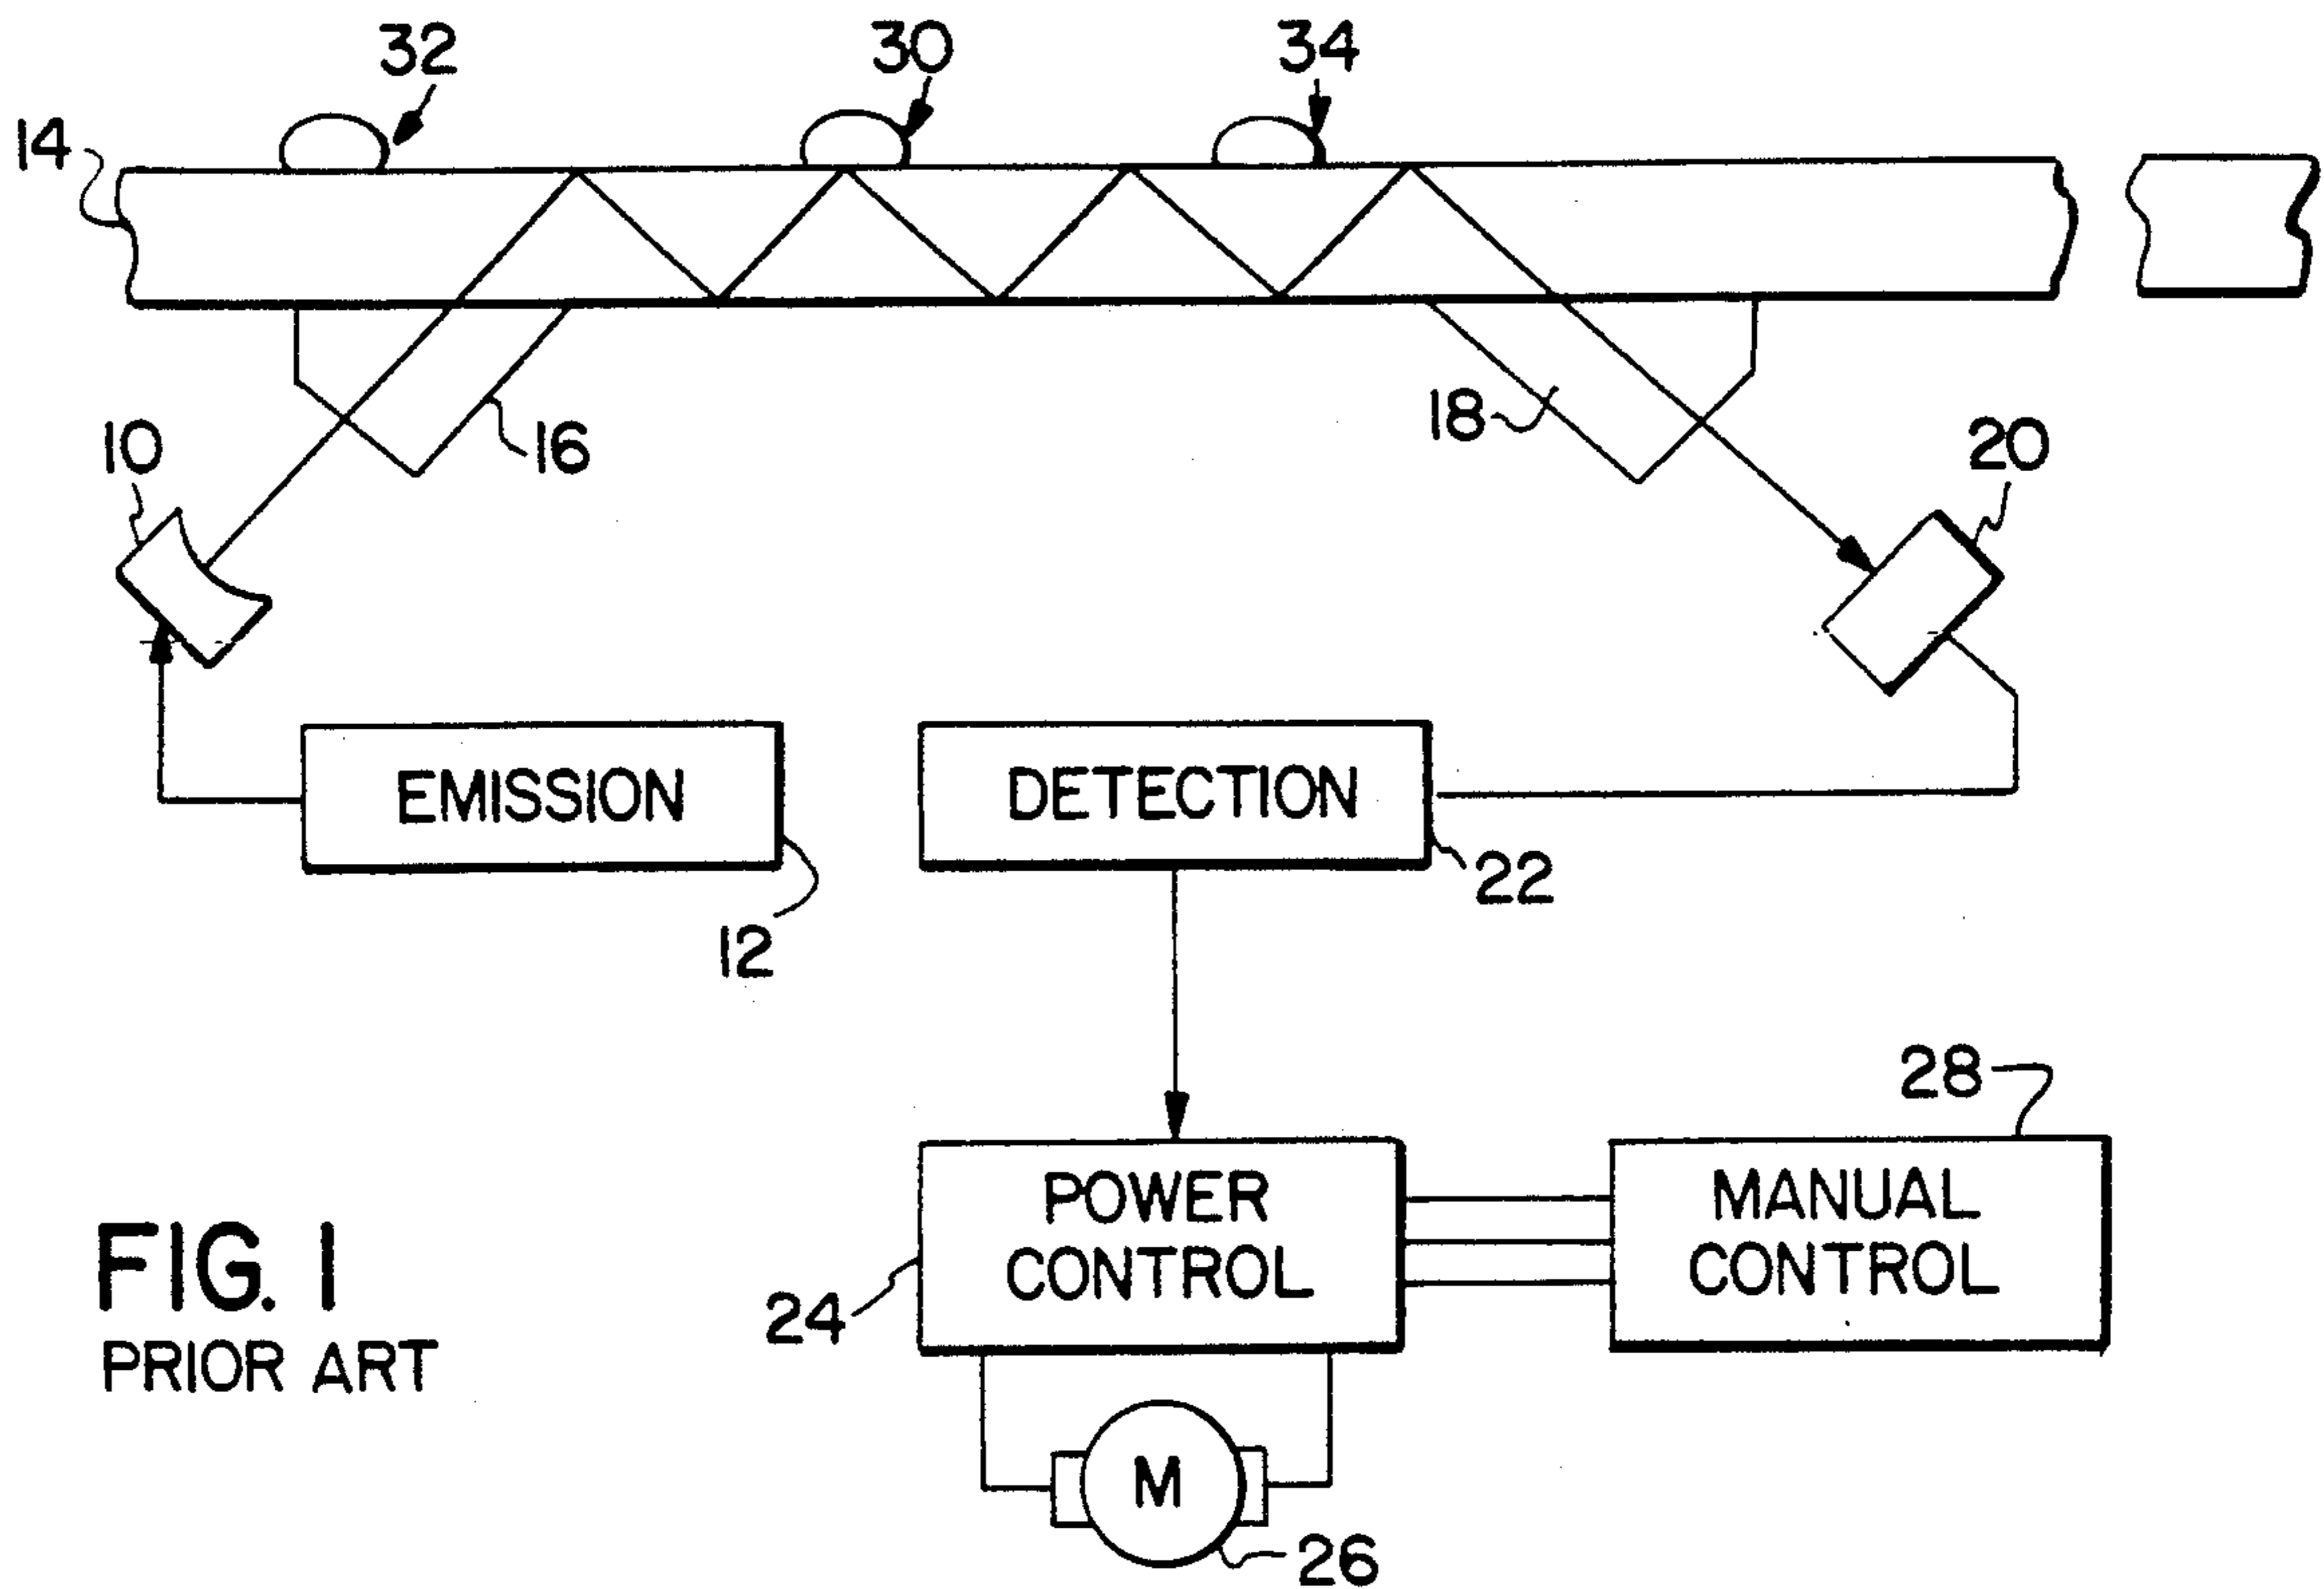 32
30
34
14
10
16
18
20
EMISSION
DETECTION
12
22
28
POWER
CONTROL
MANUAL
CONTROL
24
FIG. 1
PRIOR ART
M
26